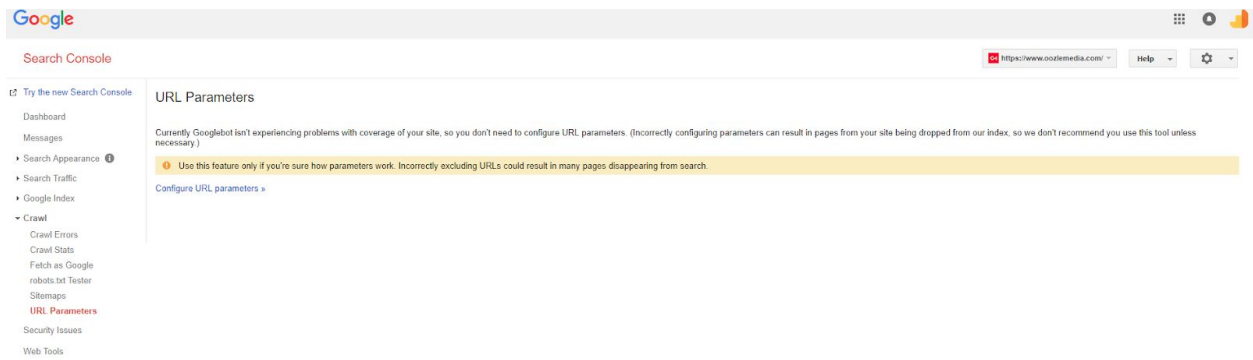 Google
Search Console
https://www.oozlemedia.com/
Help
Try the new Search Console
Dashboard
Messages
Search Appearance
Search Traffic
Google Index
Crawl
Crawl Errors
Crawl Stats
Fetch as Google
robots.txt Tester
Sitemaps
URL Parameters
Security Issues
Web Tools
URL Parameters
Currently Googlebot isn't experiencing problems with coverage of your site, so you don't need to configure URL parameters. (Incorrectly configuring parameters can result in pages from your site being dropped from our index, so we don't recommend you use this tool unless
necessary.)
Use this feature only if you're sure how parameters work. Incorrectly excluding URLs could result in many pages disappearing from search.
Configure URL parameters »